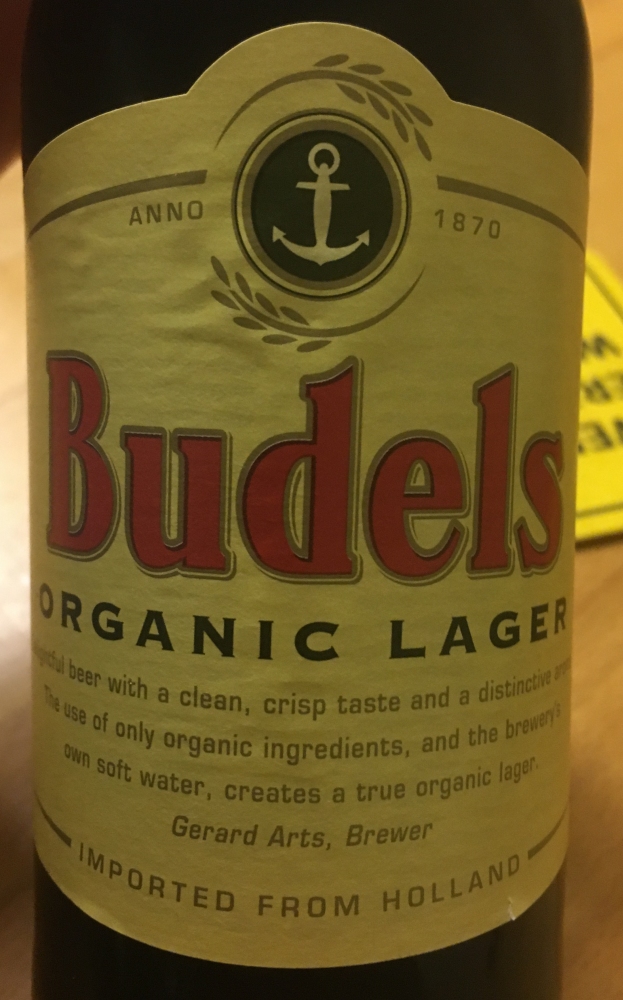 ANNO 1870
Budels
ORGANIC LAGER
beer with a clean, crisp taste and a distinctive
The use of only organic ingredients, and the brewery's
own soft water, creates a true organic lager.
Gerard Arts, Brewer
IMPORTED FROM HOLLAND